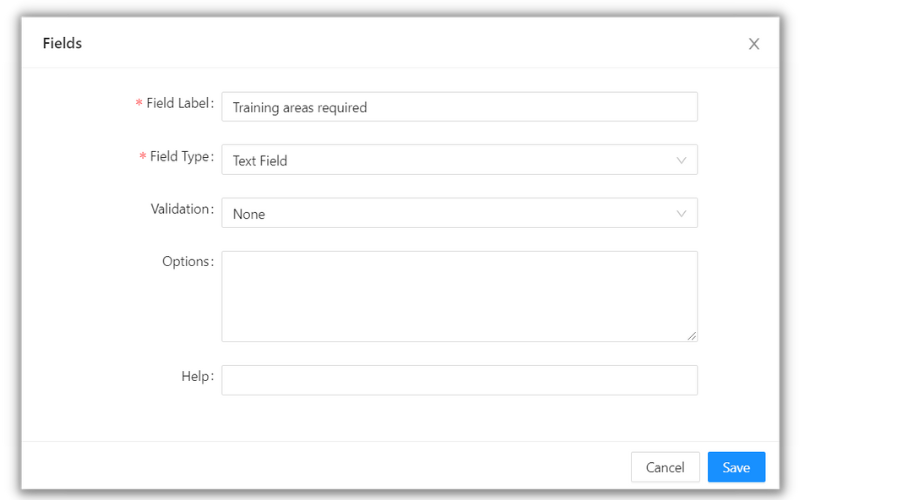 Fields
* Field Label: Training areas required
* Field Type: Text Field
Validation: None
Options:
Help:
Cancel Save